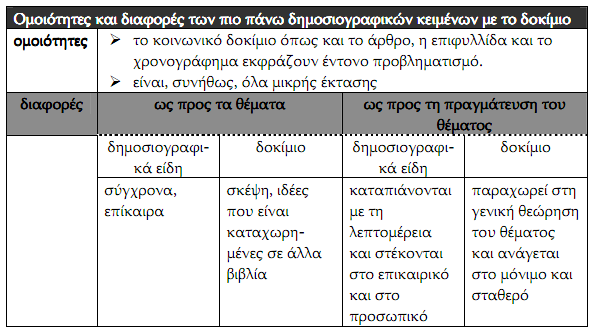 Ομοιότητες και διαφορές των πιο πάνω δημοσιογραφικών κειμένων με το δοκίμιο
ομοιότητες
➢ το κοινωνικό δοκίμιο όπως και το άρθρο, η επιφυλλίδα και το
χρονογράφημα εκφράζουν έντονο προβληματισμό.
➢ είναι, συνήθως, όλα μικρής έκτασης
διαφορές
ως προς τα θέματα
ως προς τη πραγμάτευση του
θέματος
δημοσιογραφι-
κά είδη
δοκίμιο
δημοσιογραφι-
κά είδη
δοκίμιο
σύγχρονα,
επίκαιρα
σκέψη, ιδέες
που είναι
καταχωρη-
μένες σε άλλα
βιβλία
καταπιάνονται
με τη
λεπτομέρεια
και στέκονται
στο επικαιρικό
και στο
προσωπικό
παραχωρεί στη
γενική θεώρηση
του θέματος
και ανάγεται
στο μόνιμο και
σταθερό